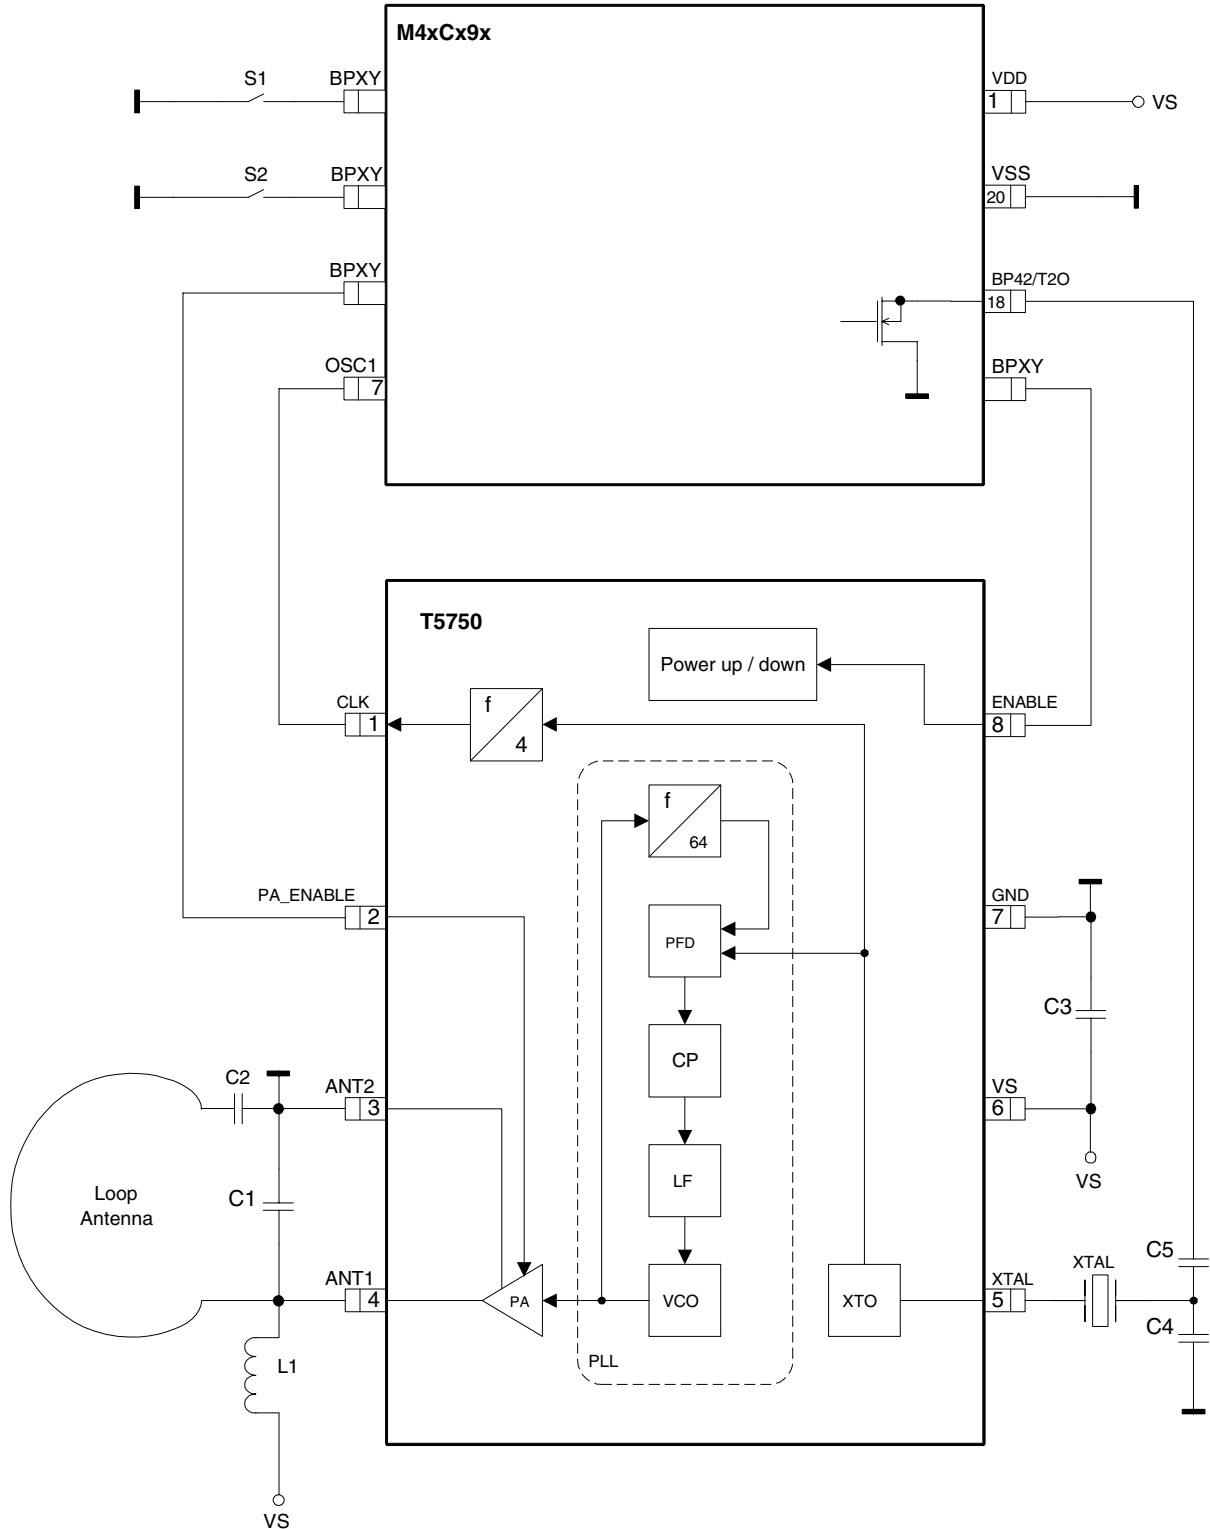 M4xCx9x
S1
BPXY
VDD
1
VS
S2
BPXY
VSS
20
BPXY
BP42/T2O
18
OSC1
7
BPXY
T5750
Power up / down
CLK
1
f
4
ENABLE
8
f
64
PA_ENABLE
2
PFD
GND
7
C3
CP
C2
ANT2
3
VS
6
VS
Loop
Antenna
C1
LF
C5
XTAL
ANT1
4
PA
VCO
XTO
XTAL
5
C4
L1
PLL
VS